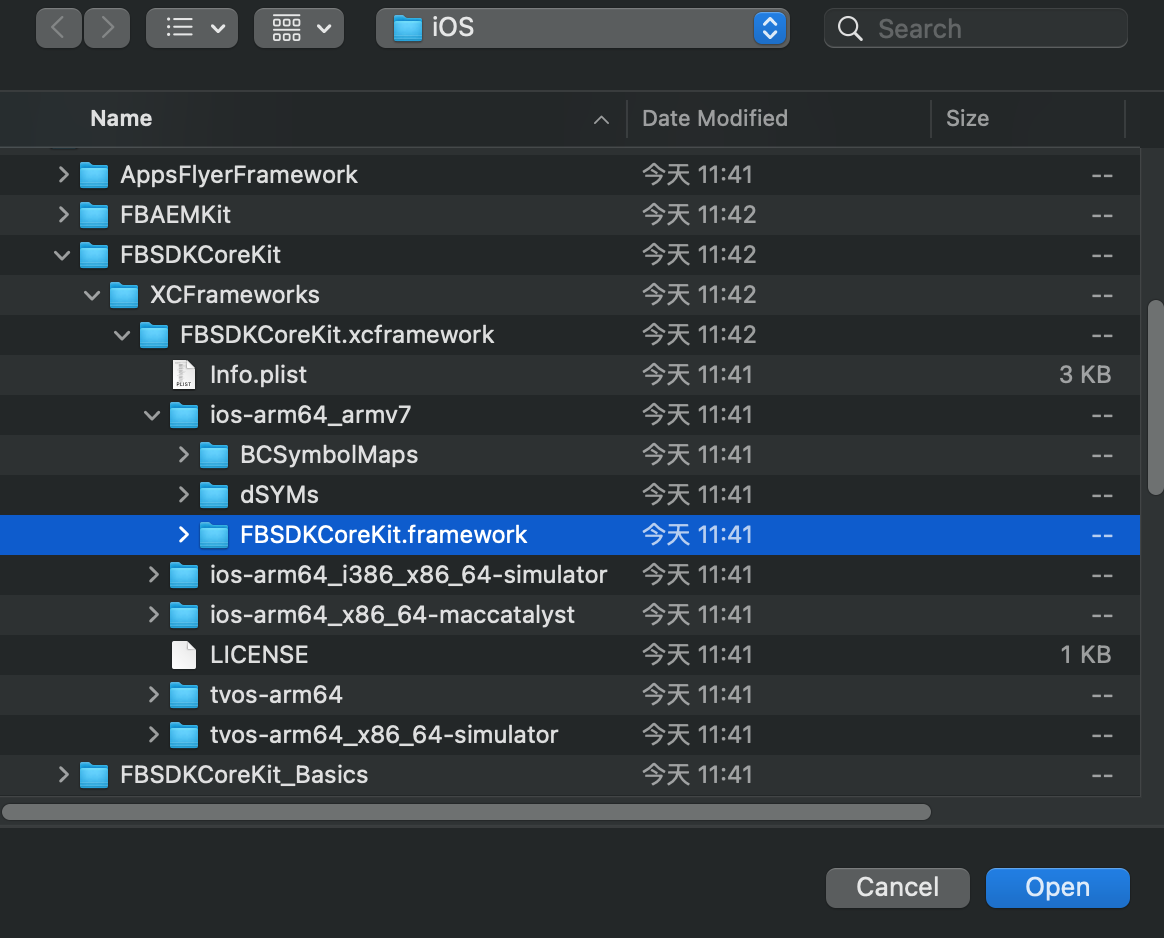 iOS
Search
Name Date Modified Size
AppsFlyerFramework 今天 11:41 --
FBAEMKit 今天 11:42 --
FBSDKCoreKit 今天 11:42 --
XCFrameworks 今天 11:42 --
FBSDKCoreKit.xcframework 今天 11:42 --
Info.plist 今天 11:41 3 KB
ios-arm64_armv7 今天 11:41 --
BCSymbolMaps 今天 11:41 --
dSYMs 今天 11:41 --
FBSDKCoreKit.framework 今天 11:41 --
ios-arm64_i386_x86_64-simulator 今天 11:41 --
ios-arm64_x86_64-maccatalyst 今天 11:41 --
LICENSE 今天 11:41 1 KB
tvos-arm64 今天 11:41 --
tvos-arm64_x86_64-simulator 今天 11:41 --
FBSDKCoreKit_Basics 今天 11:41 --
Cancel Open